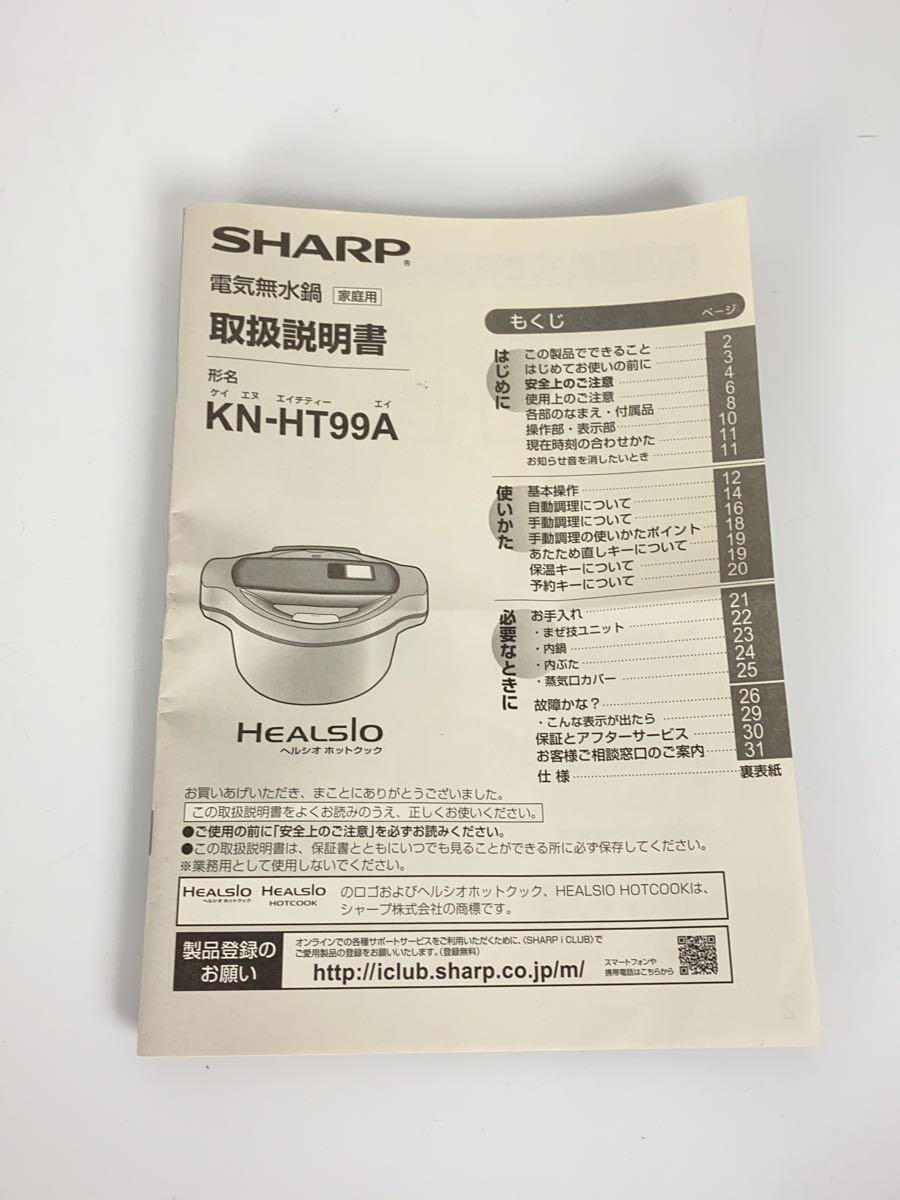 SHARP®
電気無水鍋 家庭用
取扱説明書
形名
ケイ エヌ エイチティー エイ
KN-HT99A
HEALSIO
ヘルシオ ホットクック
もくじ ページ
はじめに
この製品でできること 2
はじめてお使いの前に 3
安全上のご注意 4
使用上のご注意 6
各部のなまえ・付属品 8
操作部・表示部 10
現在時刻の合わせかた 11
お知らせ音を消したいとき 11
使いかた
基本操作 12
自動調理について 14
手動調理について 16
手動調理の使いかたポイント 18
あたため直しキーについて 19
保温キーについて 19
予約キーについて 20
必要なときに
お手入れ 21
・まぜ技ユニット 22
・内鍋 23
・内ぶた 24
・蒸気口カバー 25
故障かな? 26
・こんな表示が出たら 29
保証とアフターサービス 30
お客様ご相談窓口のご案内 31
仕様 裏表紙
お買いあげいただき、まことにありがとうございました。
この取扱説明書をよくお読みのうえ、正しくお使いください。
●ご使用の前に「安全上のご注意」を必ずお読みください。
●この取扱説明書は、保証書とともにいつでも見ることができる所に必ず保存してください。
※業務用として使用しないでください。
HEALSIO ヘルシオ ホットクック HEALSIO HOTCOOK のロゴおよびヘルシオホットクック、HEALSIO HOTCOOKは、
シャープ株式会社の商標です。
製品登録の
お願い
オンラインでの各種サポートサービスをご利用いただくために、〈SHARP i CLUB〉で
ご愛用製品の登録をお願いいたします。(登録無料)
http://iclub.sharp.co.jp/m/
スマートフォンや
携帯電話はこちらから